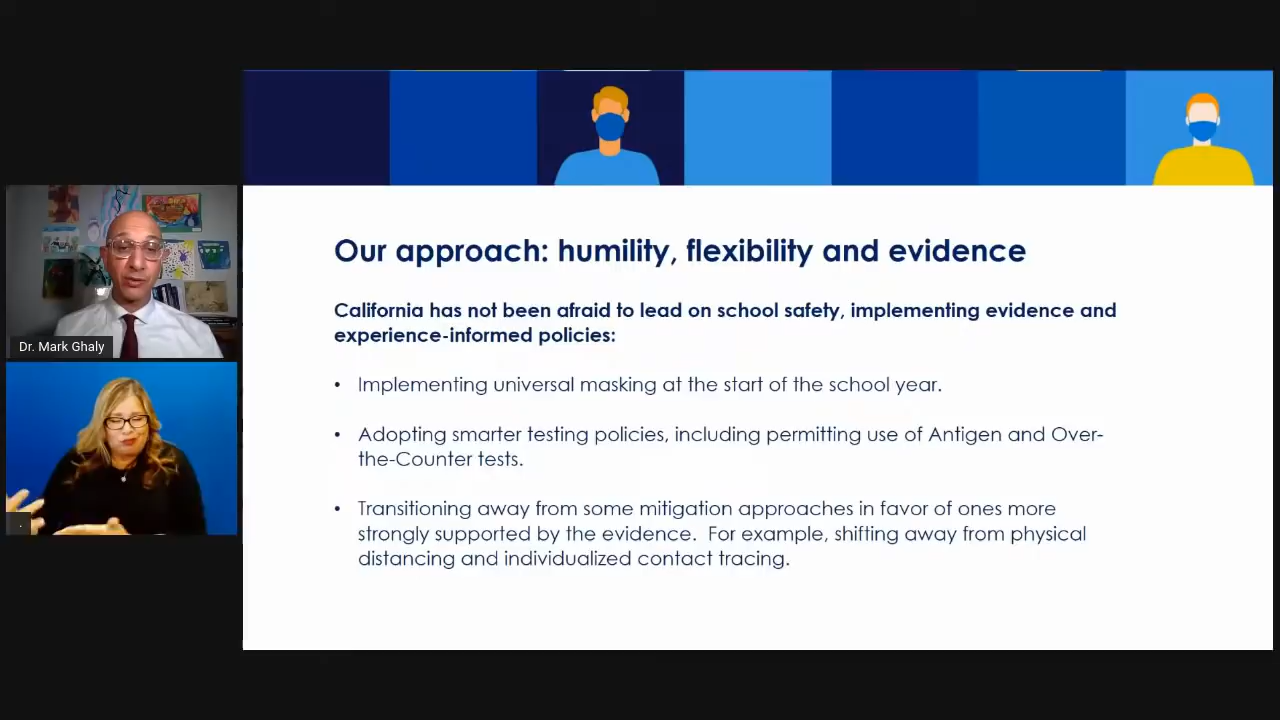 Our approach: humility, flexibility and evidence
California has not been afraid to lead on school safety, implementing evidence and
experience-informed policies:
• Implementing universal masking at the start of the school year.
• Adopting smarter testing policies, including permitting use of Antigen and Over-
the-Counter tests.
• Transitioning away from some mitigation approaches in favor of ones more
strongly supported by the evidence.  For example, shifting away from physical
distancing and individualized contact tracing.
Dr. Mark Ghaly
.